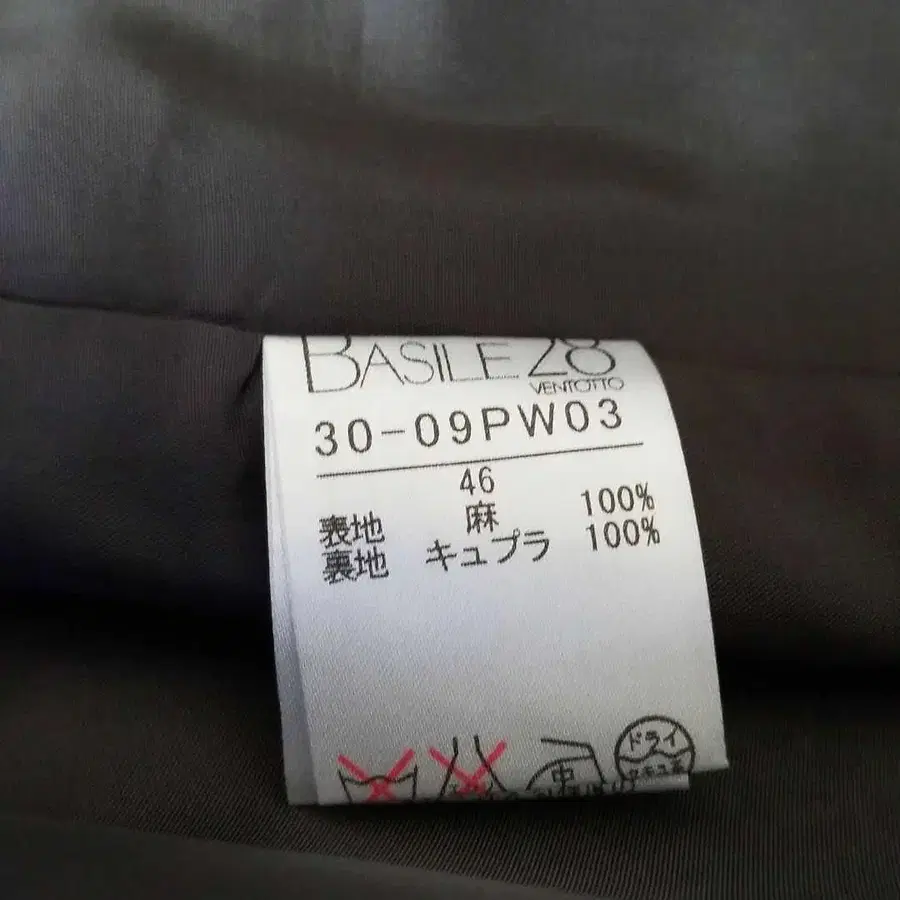 BASILE 28
VENTOTTO
30-09PW03
46
表地 麻 100%
裏地 キュプラ 100%
中
ドライ